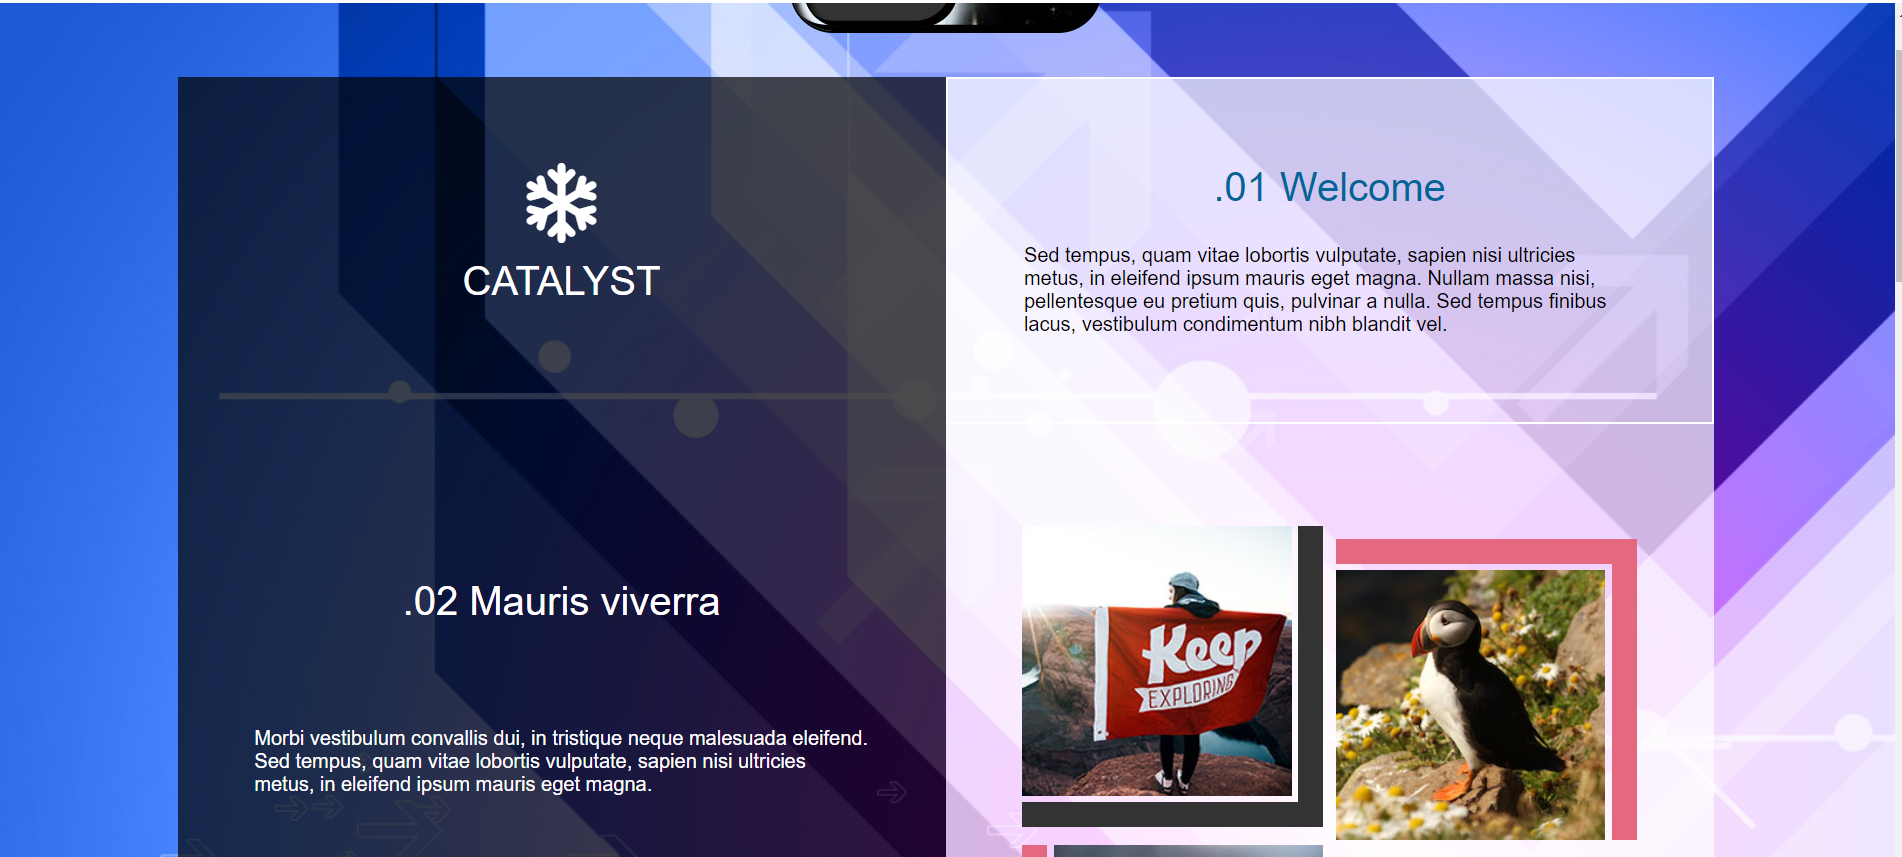 CATALYST
.01 Welcome
Sed tempus, quam vitae lobortis vulputate, sapien nisi ultricies
metus, in eleifend ipsum mauris eget magna. Nullam massa nisi,
pellentesque eu pretium quis, pulvinar a nulla. Sed tempus finibus
lacus, vestibulum condimentum nibh blandit vel.
.02 Mauris viverra
Morbi vestibulum convallis dui, in tristique neque malesuada eleifend.
Sed tempus, quam vitae lobortis vulputate, sapien nisi ultricies
metus, in eleifend ipsum mauris eget magna.
Keep
EXPLORING